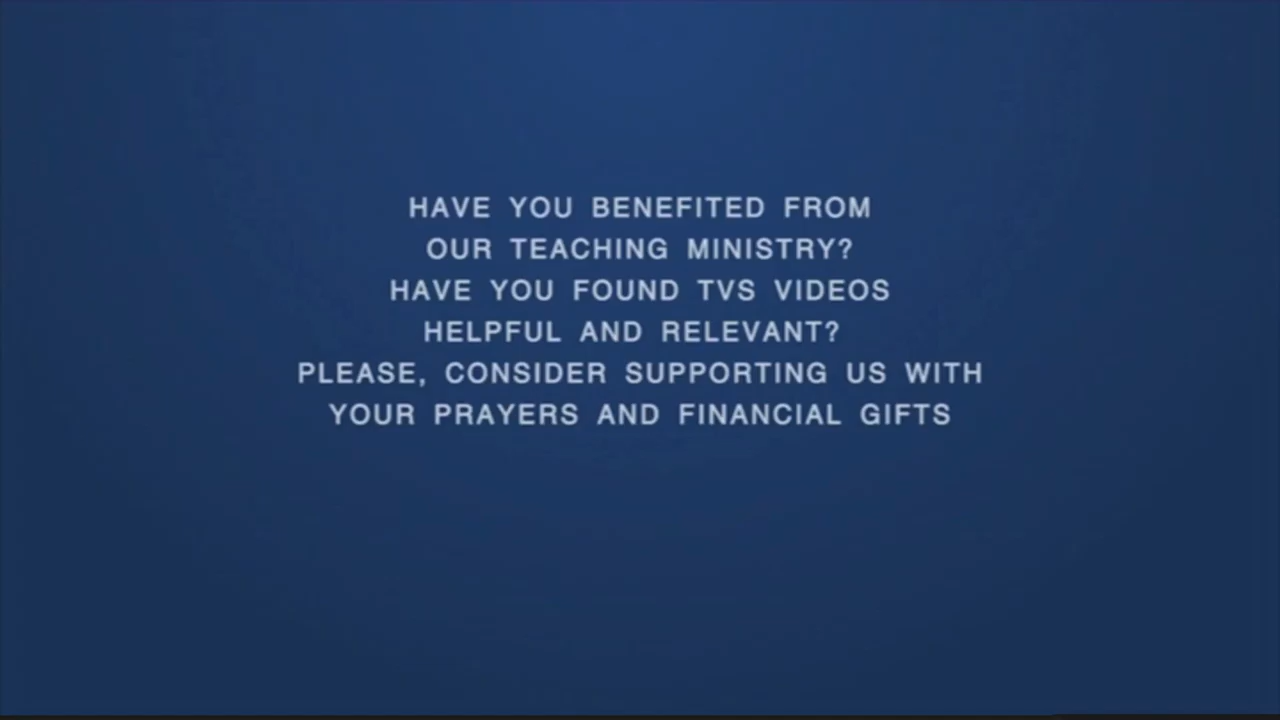 HAVE YOU BENEFITED FROM
OUR TEACHING MINISTRY?
HAVE YOU FOUND TVS VIDEOS
HELPFUL AND RELEVANT?
PLEASE, CONSIDER SUPPORTING US WITH
YOUR PRAYERS AND FINANCIAL GIFTS